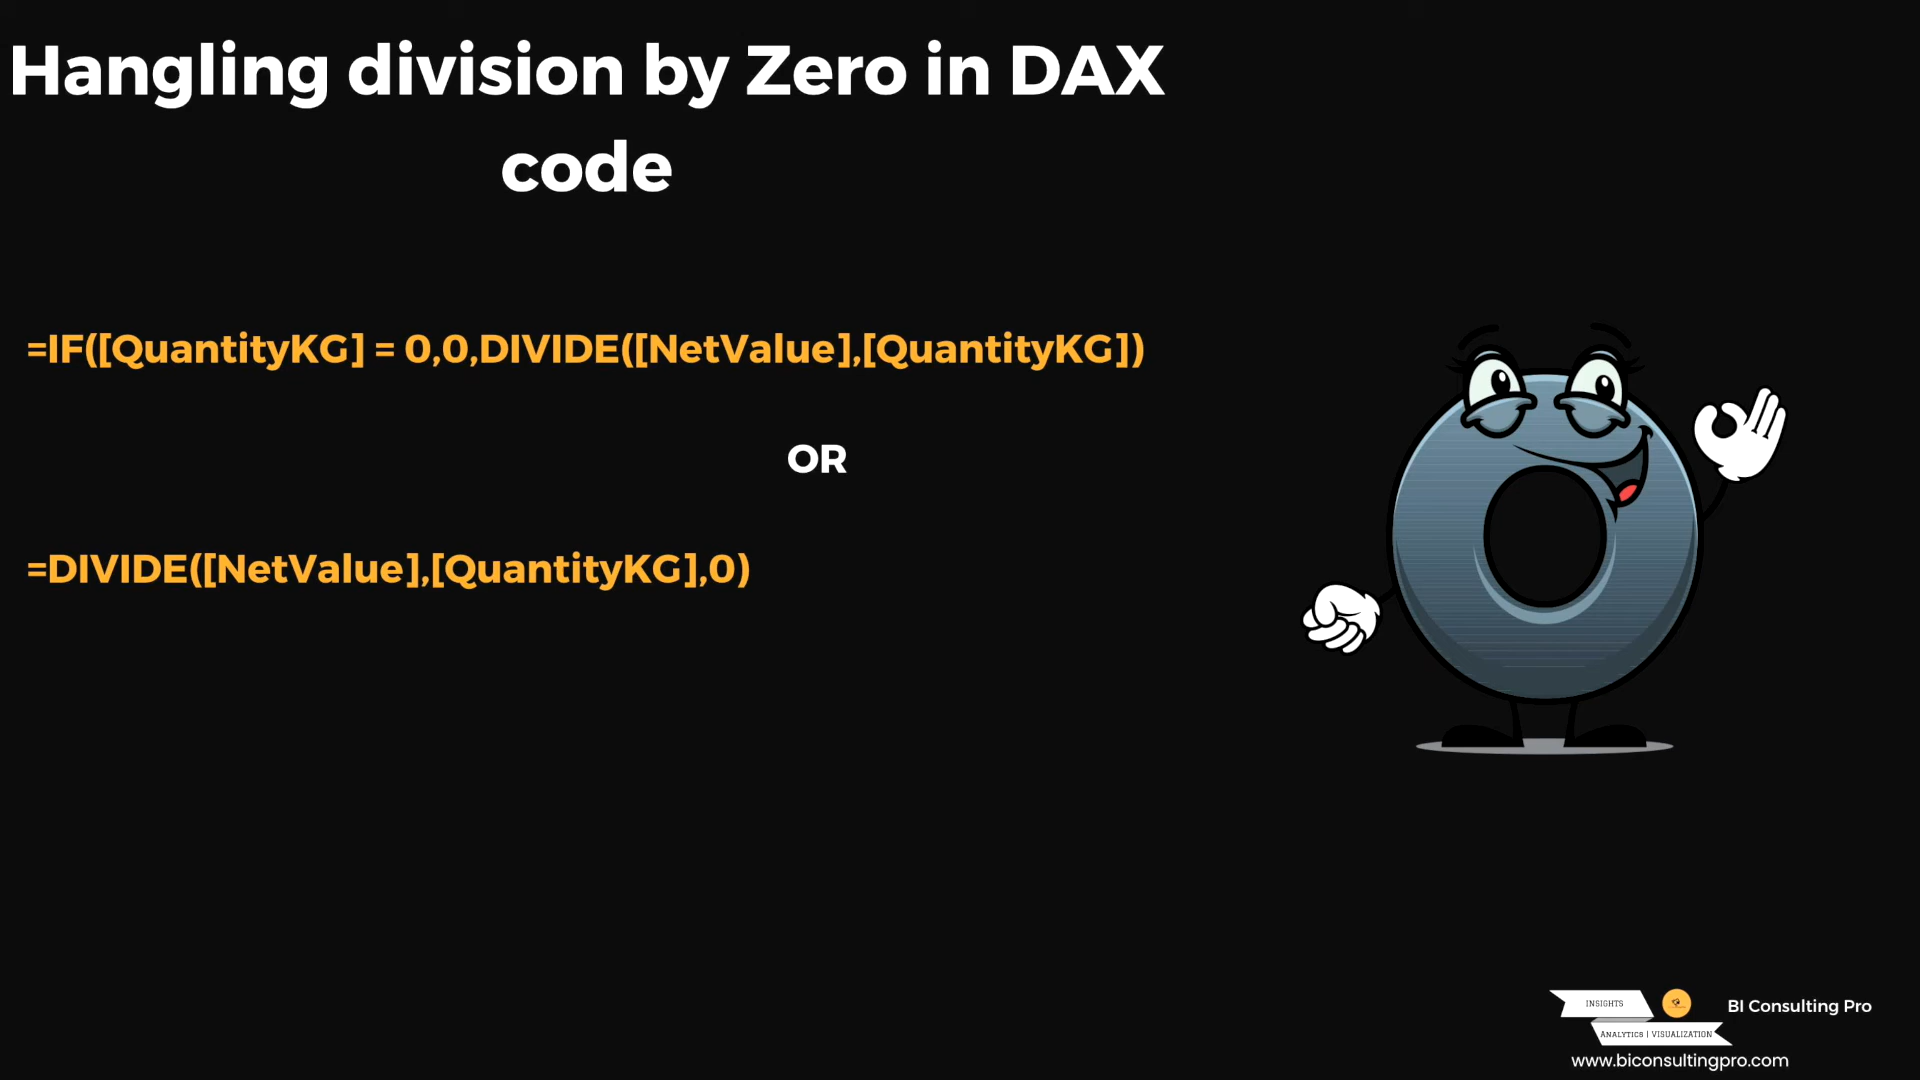 Hangling division by Zero in DAX
code
=IF([QuantityKG] = 0,0,DIVIDE([NetValue],[QuantityKG])
OR
=DIVIDE([NetValue],[QuantityKG],0)
INSIGHTS
BI Consulting Pro
ANALYTICS | VISUALIZATION
www.biconsultingpro.com